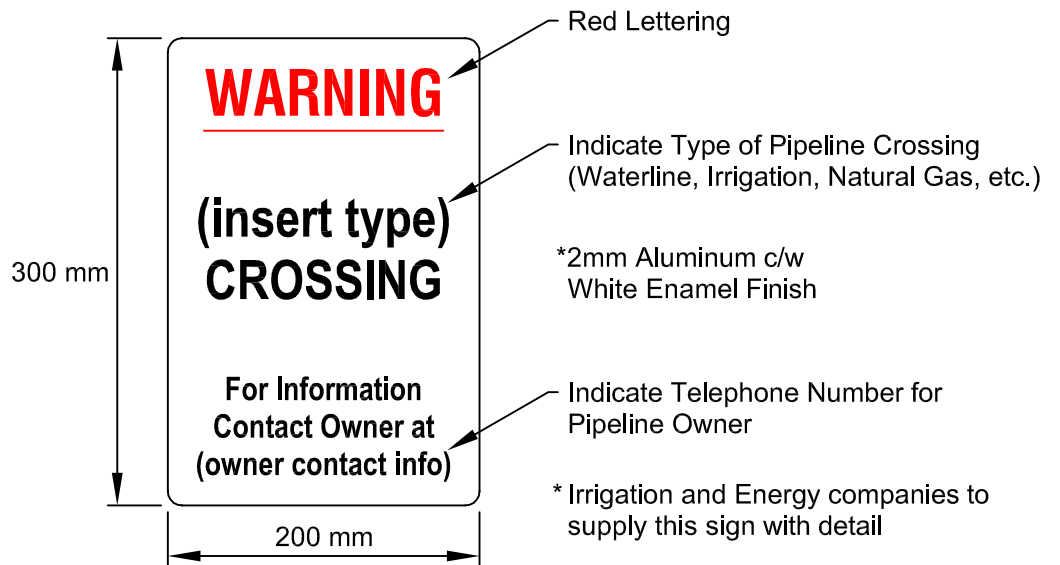 Red Lettering
WARNING
Indicate Type of Pipeline Crossing
(Waterline, Irrigation, Natural Gas, etc.)
(insert type)
CROSSING
300 mm
*2mm Aluminum c/w
White Enamel Finish
For Information
Contact Owner at
(owner contact info)
Indicate Telephone Number for
Pipeline Owner
* Irrigation and Energy companies to
supply this sign with detail
200 mm